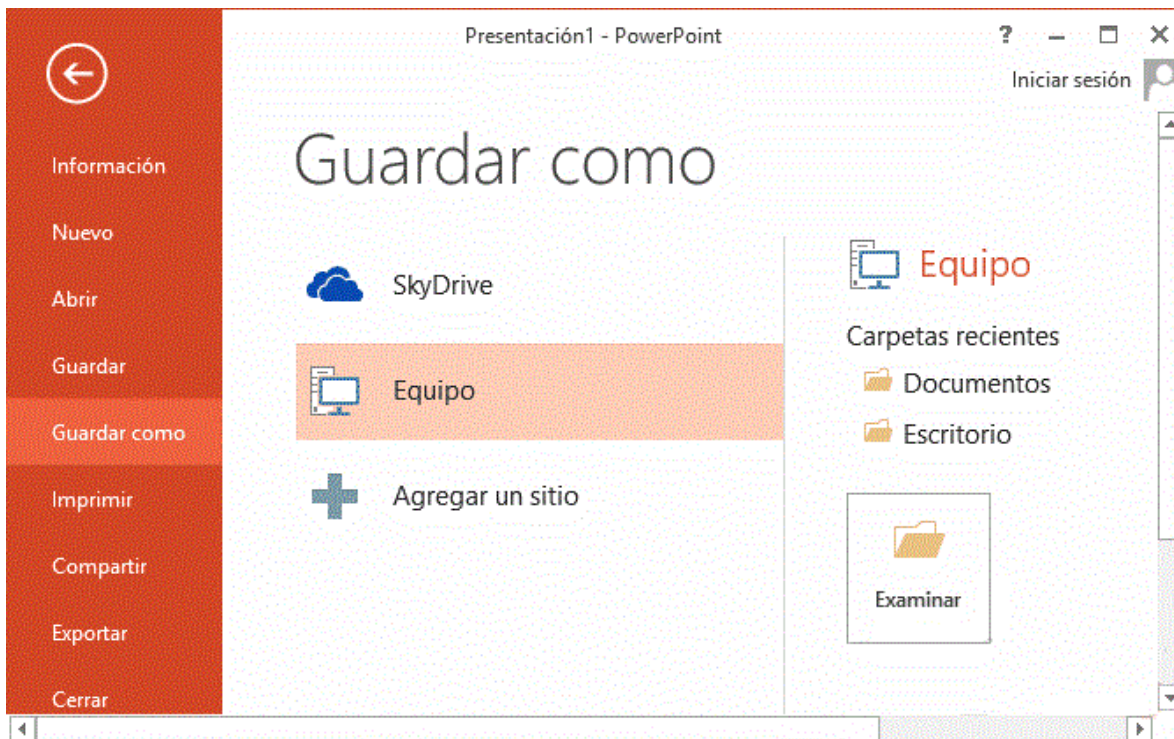 Presentación1 - PowerPoint
?
Iniciar sesión
Información
Nuevo
Abrir
Guardar
Guardar como
Imprimir
Compartir
Exportar
Cerrar
Guardar como
SkyDrive
Equipo
Agregar un sitio
Equipo
Carpetas recientes
Documentos
Escritorio
Examinar